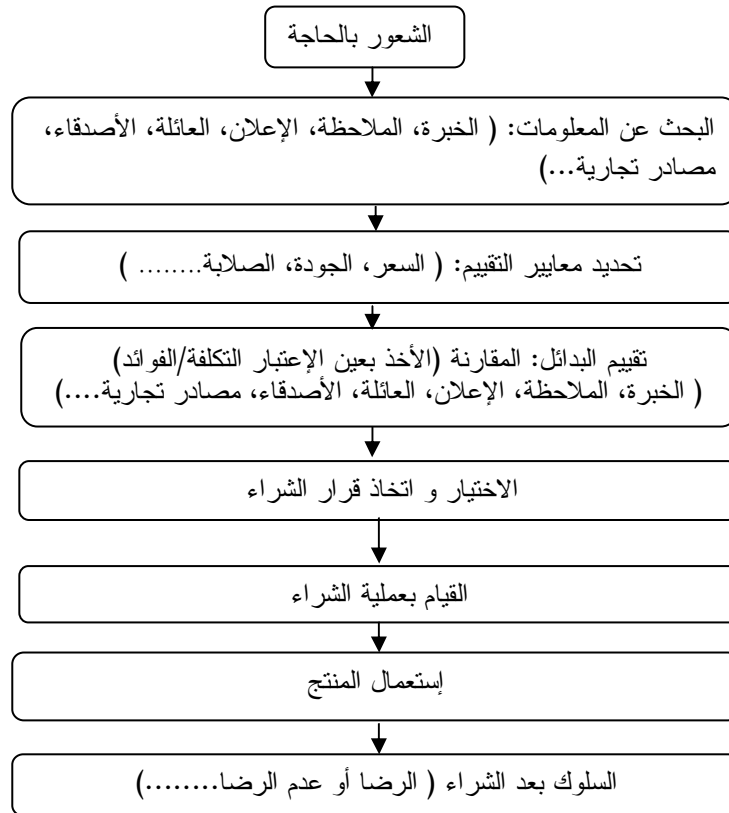 الشعور بالحاجة
البحث عن المعلومات: ( الخبرة، الملاحظة، الإعلان، العائلة، الأصدقاء،
مصادر تجارية...)
تحديد معايير التقييم: ( السعر، الجودة، الصلابة........ )
تقييم البدائل: المقارنة (الأخذ بعين الإعتبار التكلفة/الفوائد)
( الخبرة، الملاحظة، الإعلان، العائلة، الأصدقاء، مصادر تجارية....)
الاختيار و اتخاذ قرار الشراء
القيام بعملية الشراء
إستعمال المنتج
السلوك بعد الشراء ( الرضا أو عدم الرضا........)